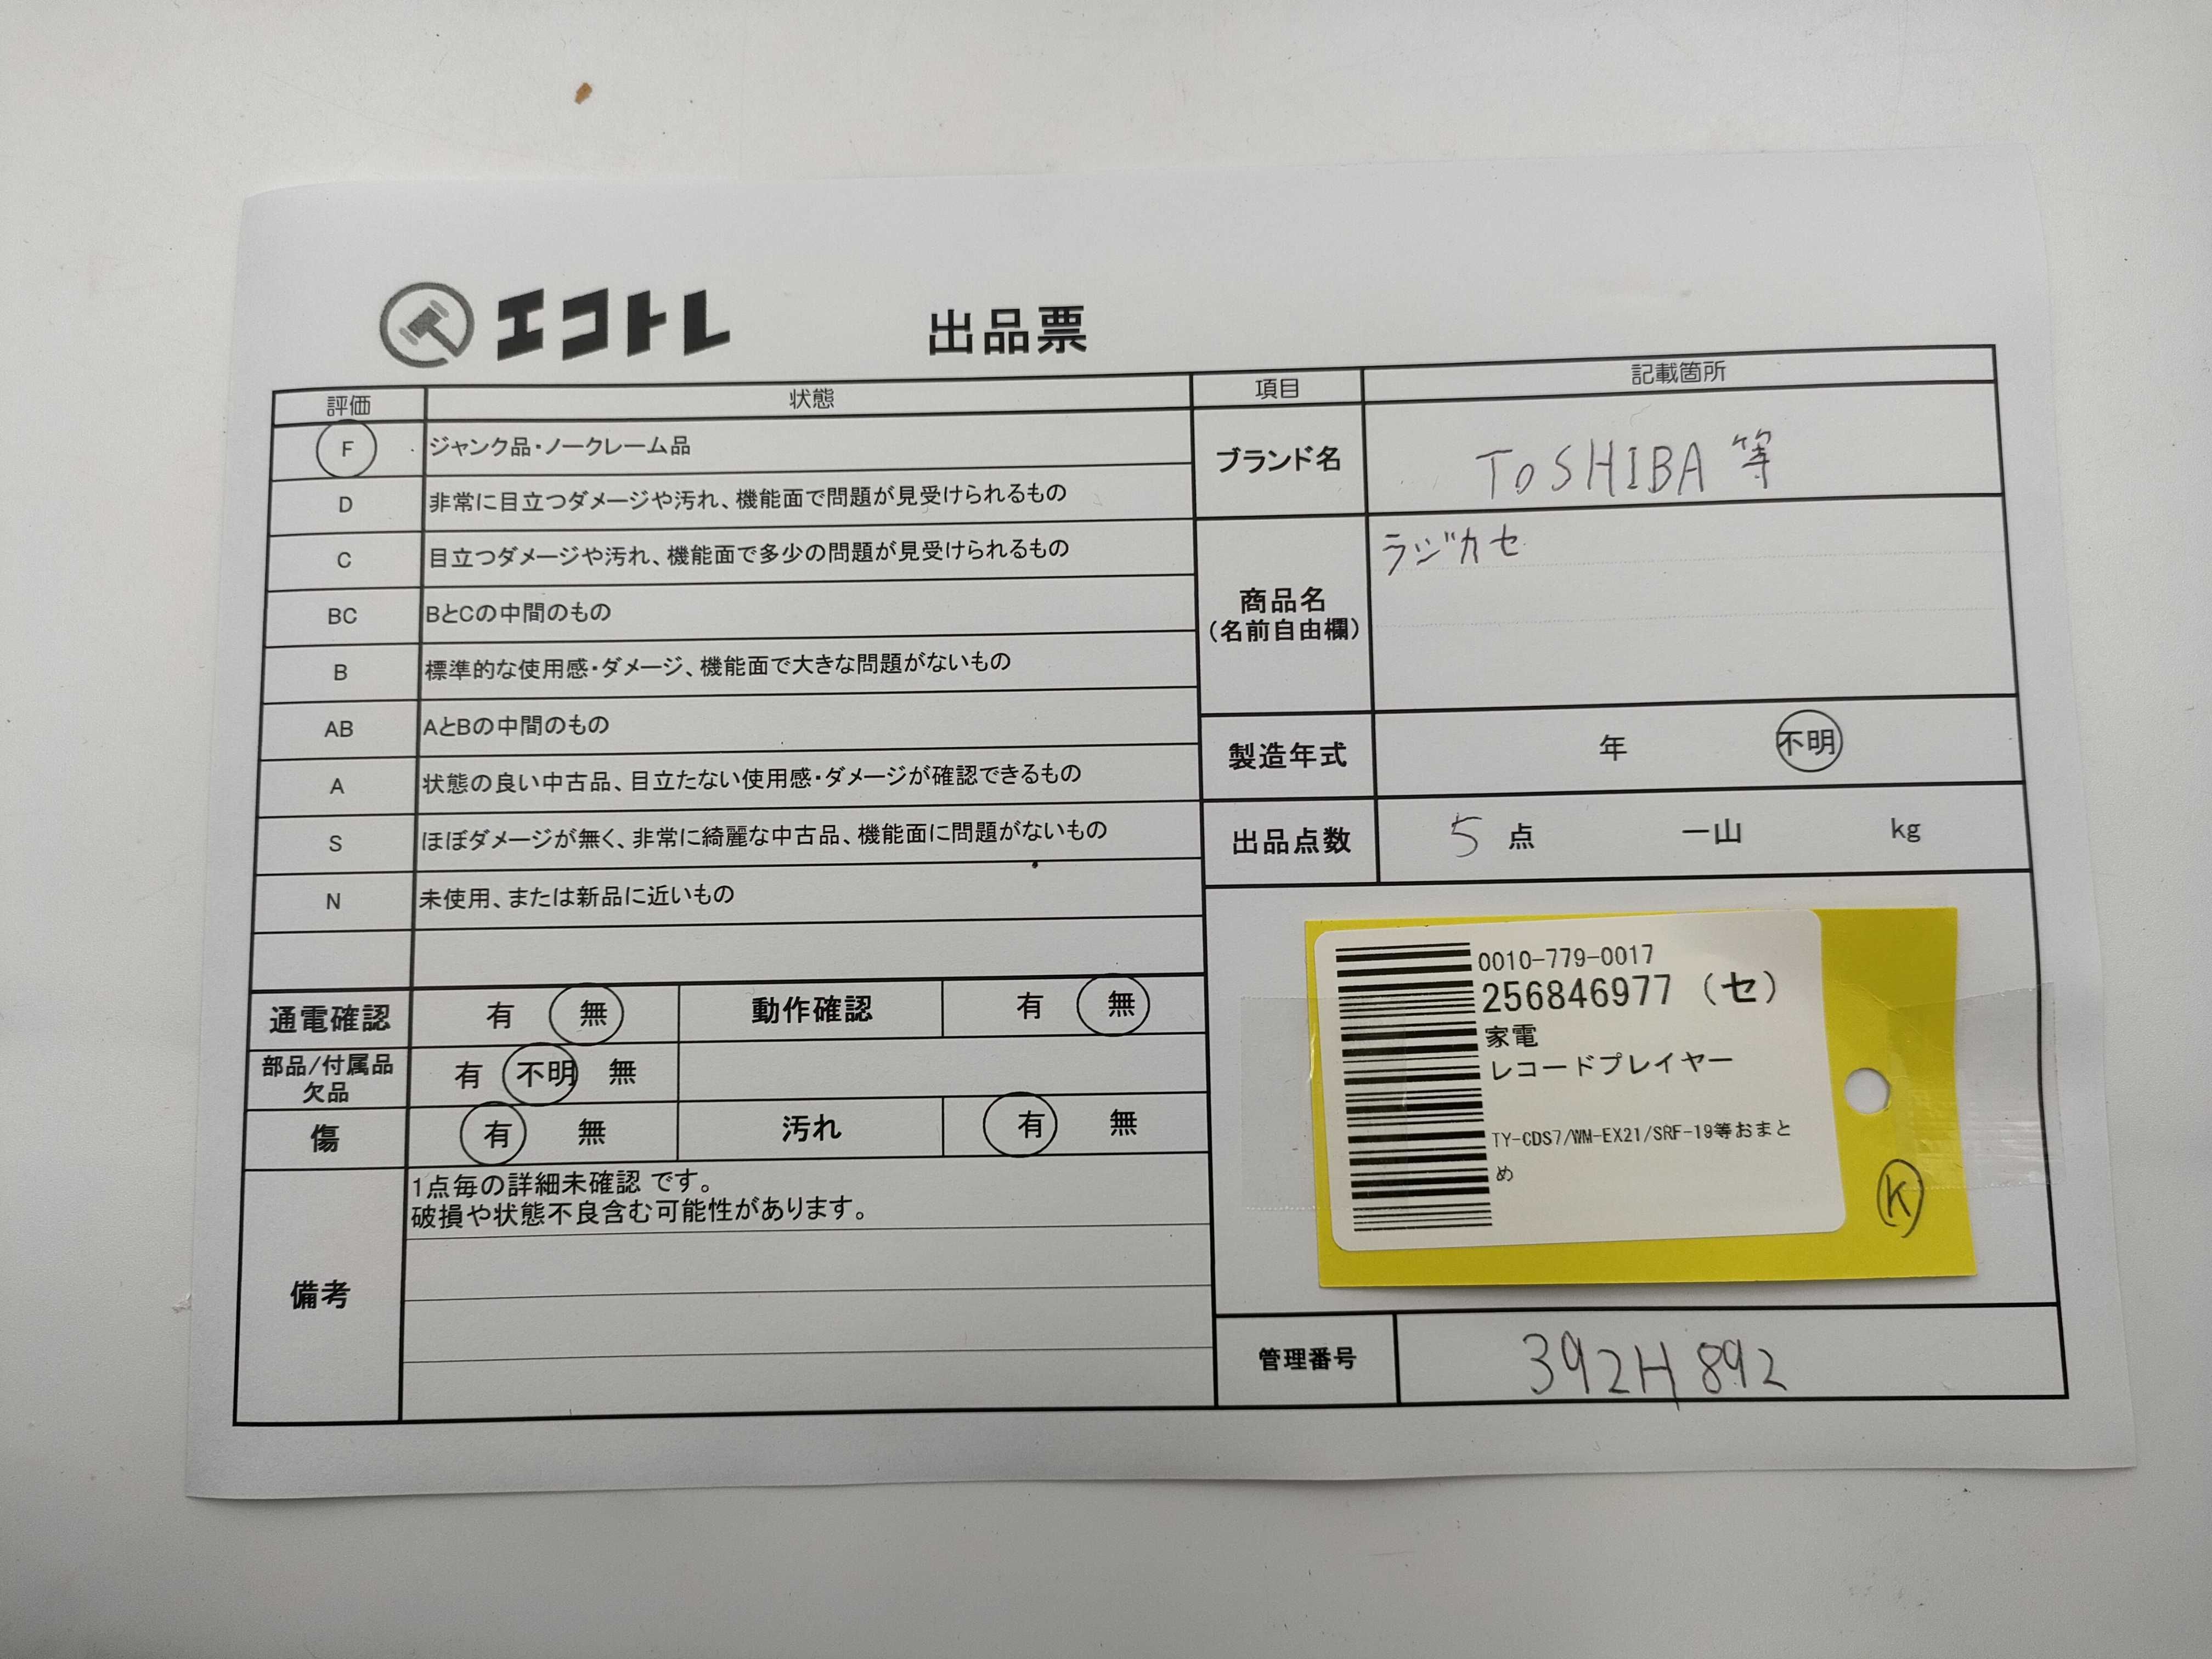 エコトレ 出品票
評価 状態
F ジャンク品・ノークレーム品
D 非常に目立つダメージや汚れ、機能面で問題が見受けられるもの
C 目立つダメージや汚れ、機能面で多少の問題が見受けられるもの
BC BとCの中間のもの
B 標準的な使用感・ダメージ、機能面で大きな問題がないもの
AB AとBの中間のもの
A 状態の良い中古品、目立たない使用感・ダメージが確認できるもの
S ほぼダメージが無く、非常に綺麗な中古品、機能面に問題がないもの
N 未使用、または新品に近いもの
通電確認 有 無 動作確認 有 無
部品/付属品
欠品 有 不明 無
傷 有 無 汚れ 有 無
備考
1点毎の詳細未確認 です。
破損や状態不良含む可能性があります。
項目 記載箇所
ブランド名 TOSHIBA 等
商品名
(名前自由欄)
ラジカセ
製造年式 年 不明
出品点数 5 点 一山 kg
0010-779-0017
256846977 (セ)
家電
レコードプレイヤー
TY-CDS7/WM-EX21/SRF-19等おまと
め
K
管理番号 392H892